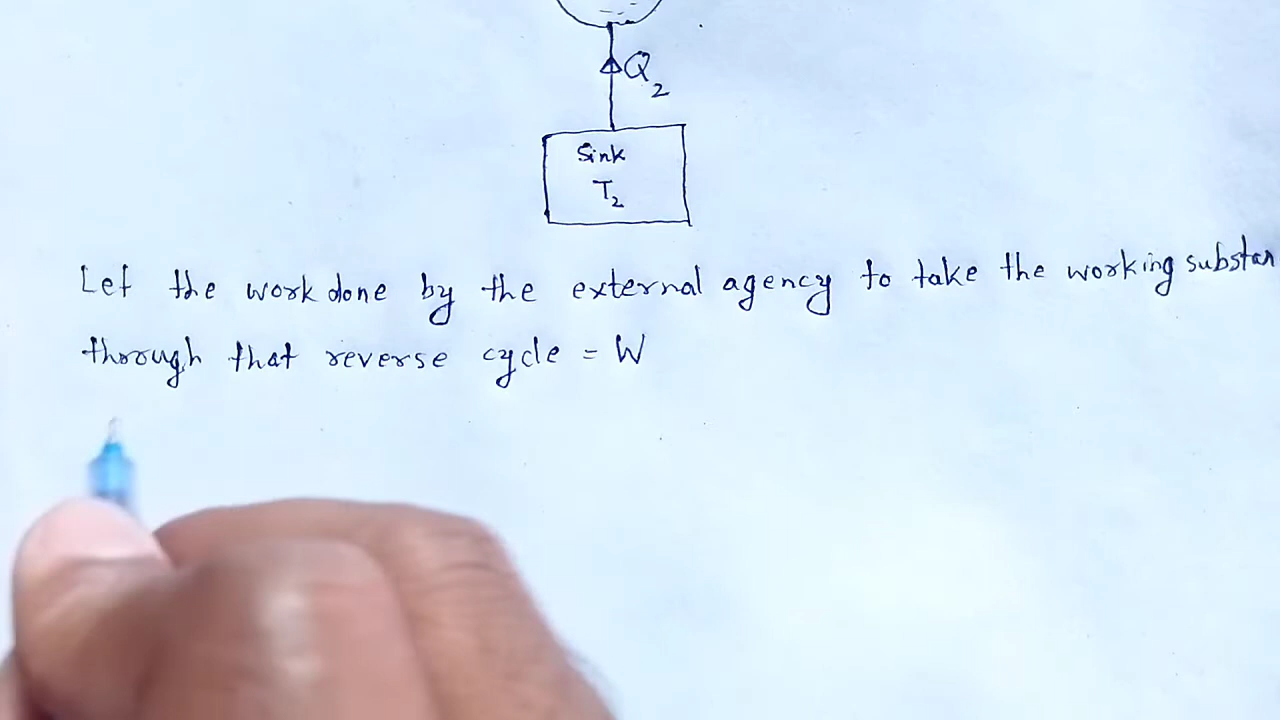 Q2
Sink
T2
Let the work done by the external agency to take the working substan
through that reverse cycle = W